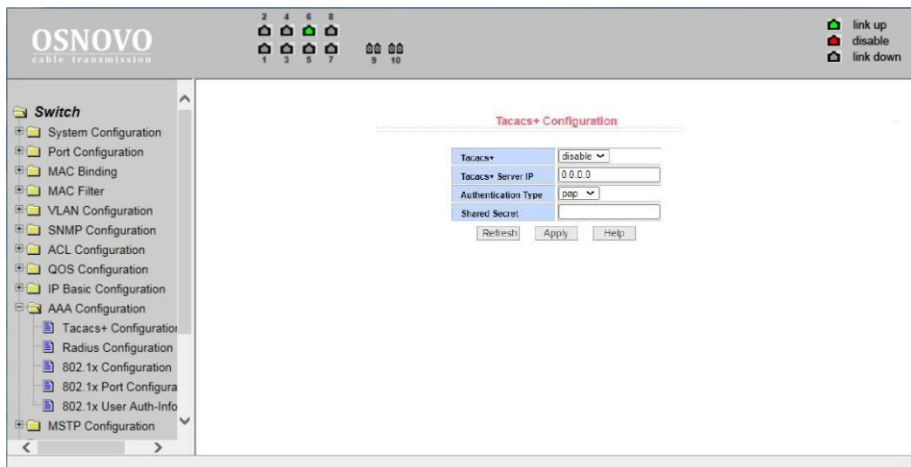 OSNOVO
cable transmission
2 4 6 8
1 3 5 7 9 10
link up
disable
link down
Switch
System Configuration
Port Configuration
MAC Binding
MAC Filter
VLAN Configuration
SNMP Configuration
ACL Configuration
QOS Configuration
IP Basic Configuration
AAA Configuration
Tacacs+ Configuration
Radius Configuration
802.1x Configuration
802.1x Port Configura
802.1x User Auth-Info
MSTP Configuration
Tacacs+ Configuration
Tacacs+ disable
Tacacs+ Server IP 0.0.0.0
Authentication Type pap
Shared Secret
Refresh Apply Help